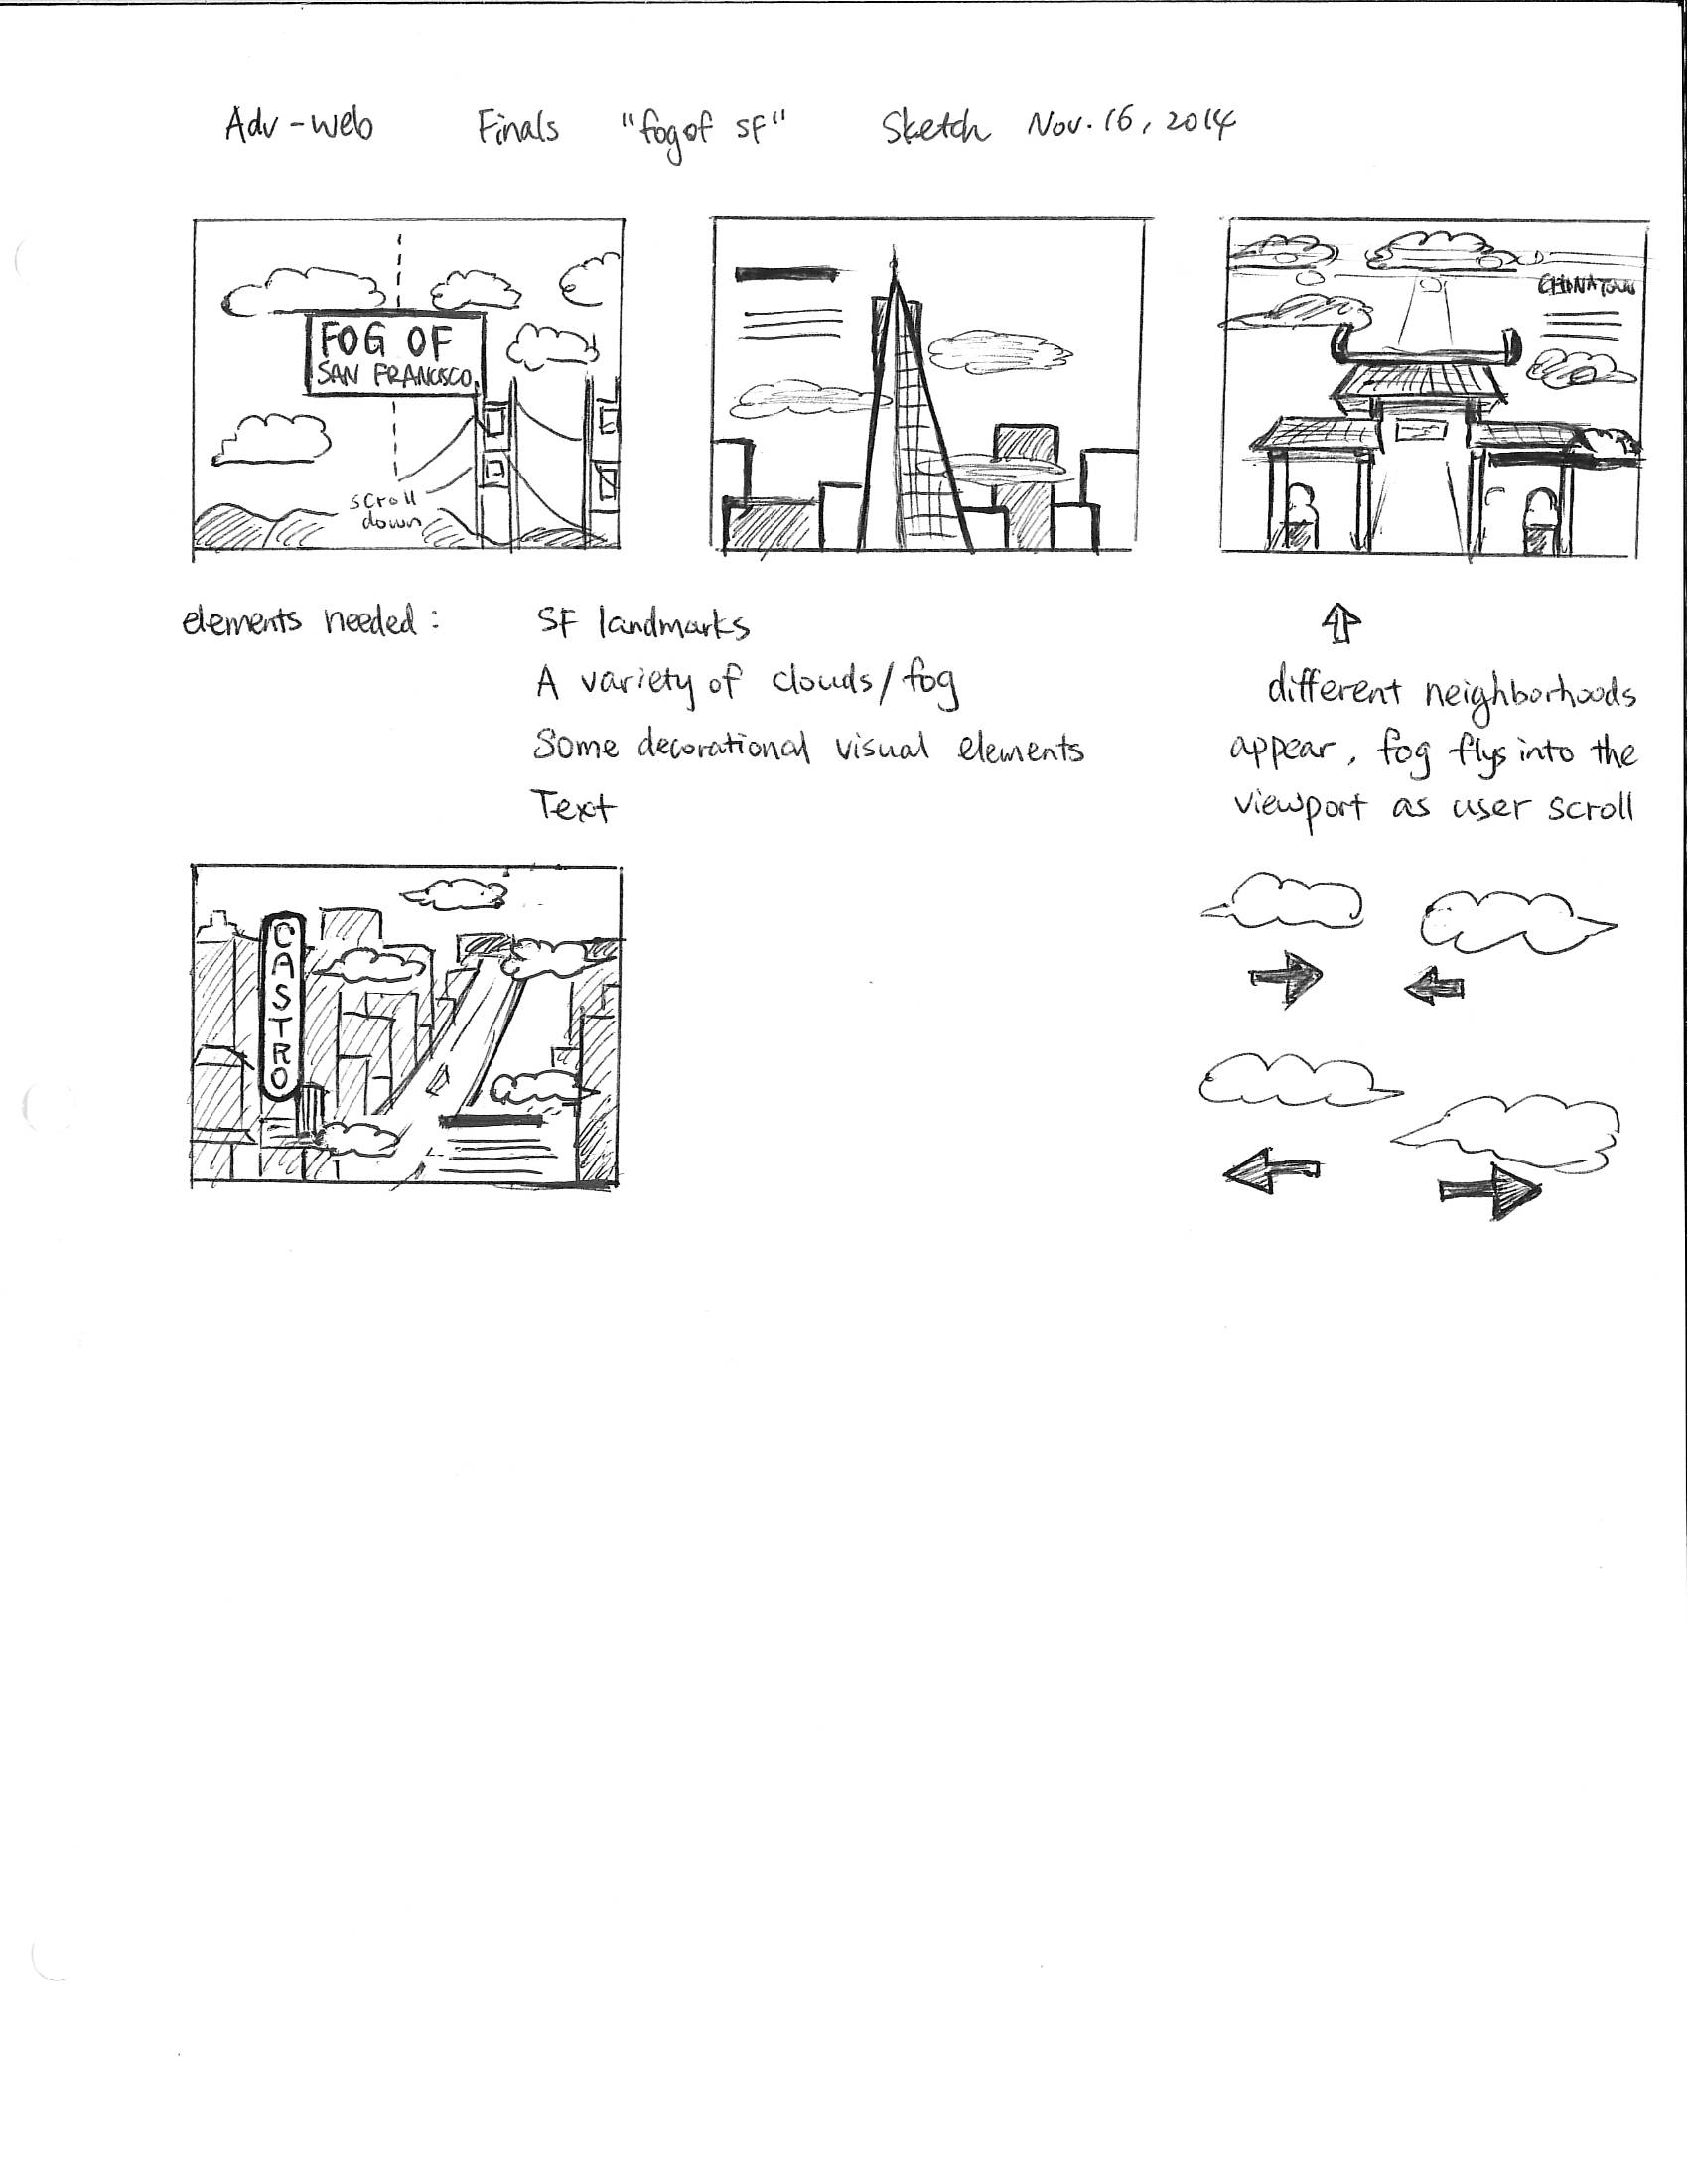 Adv-web Finals "fog of SF" Sketch Nov. 16, 2014
FOG OF
SAN FRANCISCO
scroll
down
CHINATOWN
elements needed: SF landmarks
A variety of clouds/fog
Some decorational visual elements
Text
different neighborhoods
appear, fog flys into the
viewport as user scroll
CASTRO